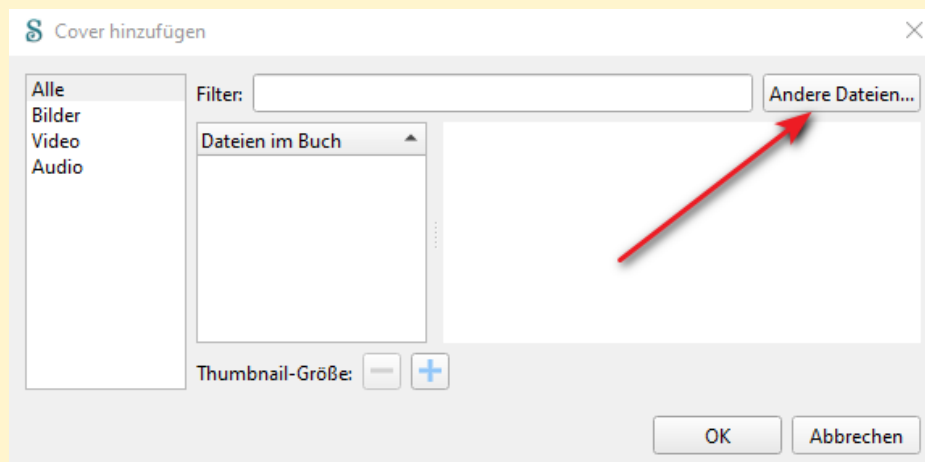 Cover hinzufügen
Alle
Bilder
Video
Audio
Filter:
Andere Dateien...
Dateien im Buch
Thumbnail-Größe:
OK
Abbrechen